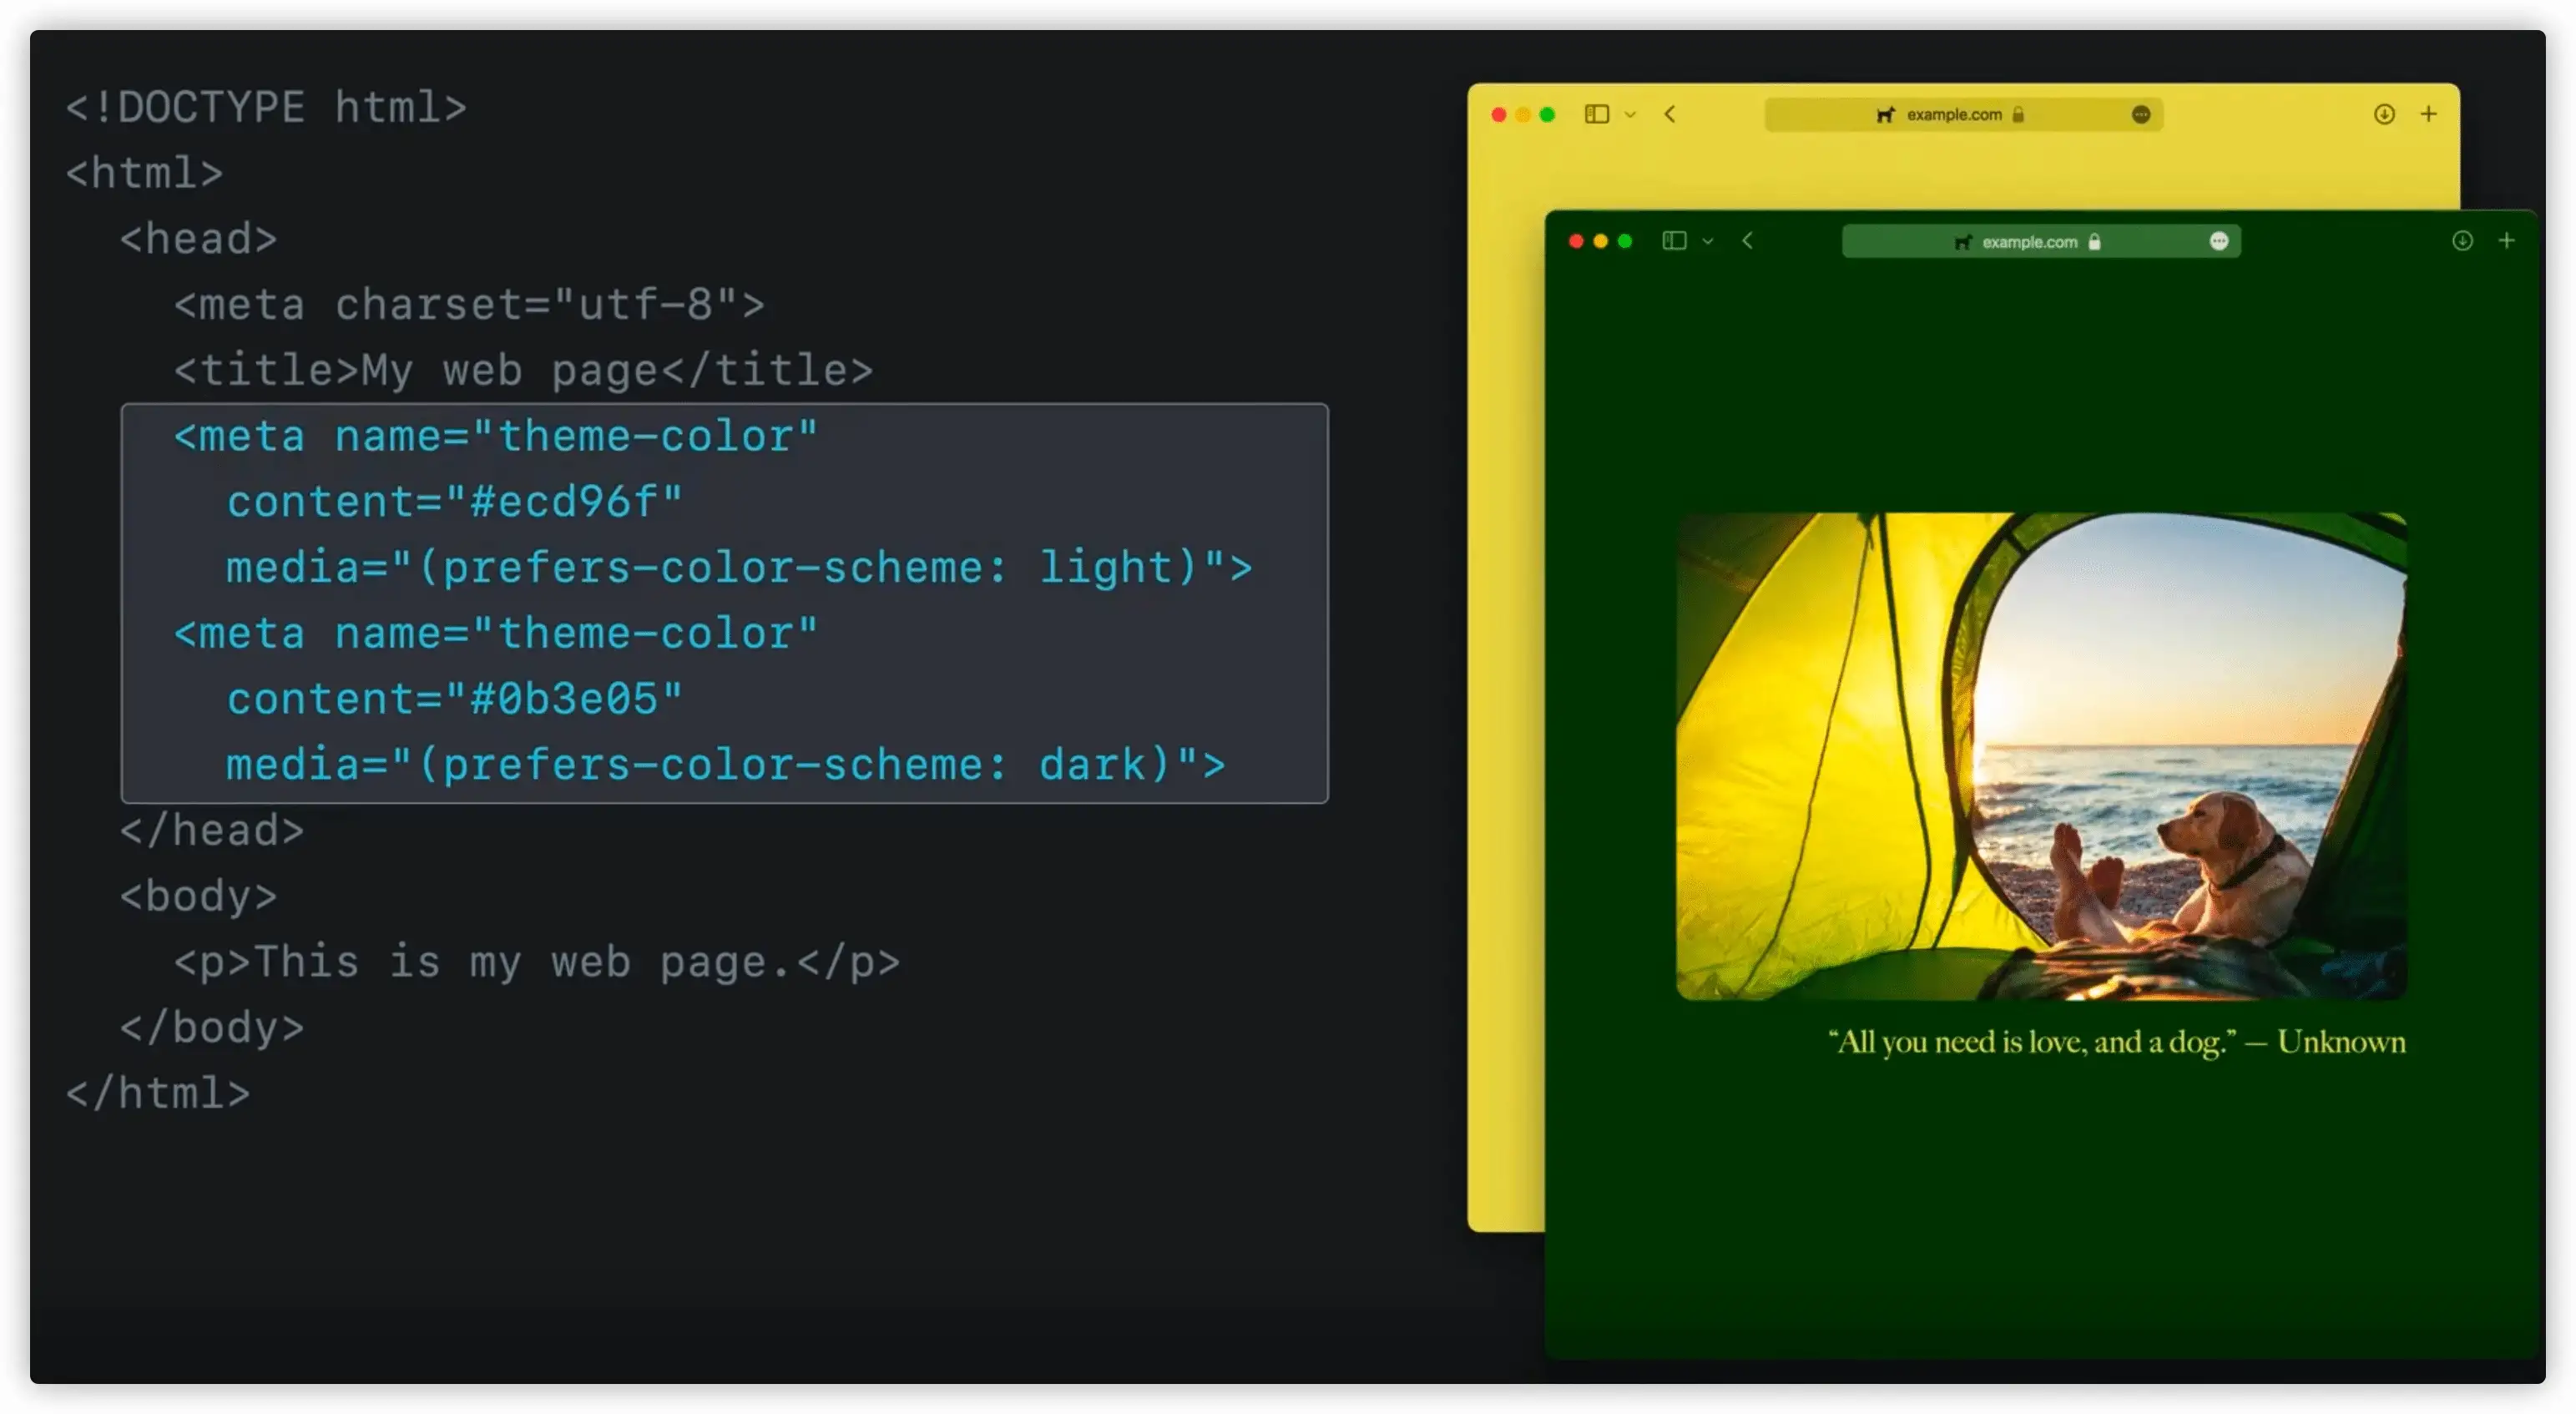 <!DOCTYPE html>
<html>
<head>
<meta charset="utf-8">
<title>My web page</title>
<meta name="theme-color"
content="#ecd96f"
media="(prefers-color-scheme: light)">
<meta name="theme-color"
content="#0b3e05"
media="(prefers-color-scheme: dark)">
</head>
<body>
<p>This is my web page.</p>
</body>
</html>
example.com
example.com
“All you need is love, and a dog.” — Unknown